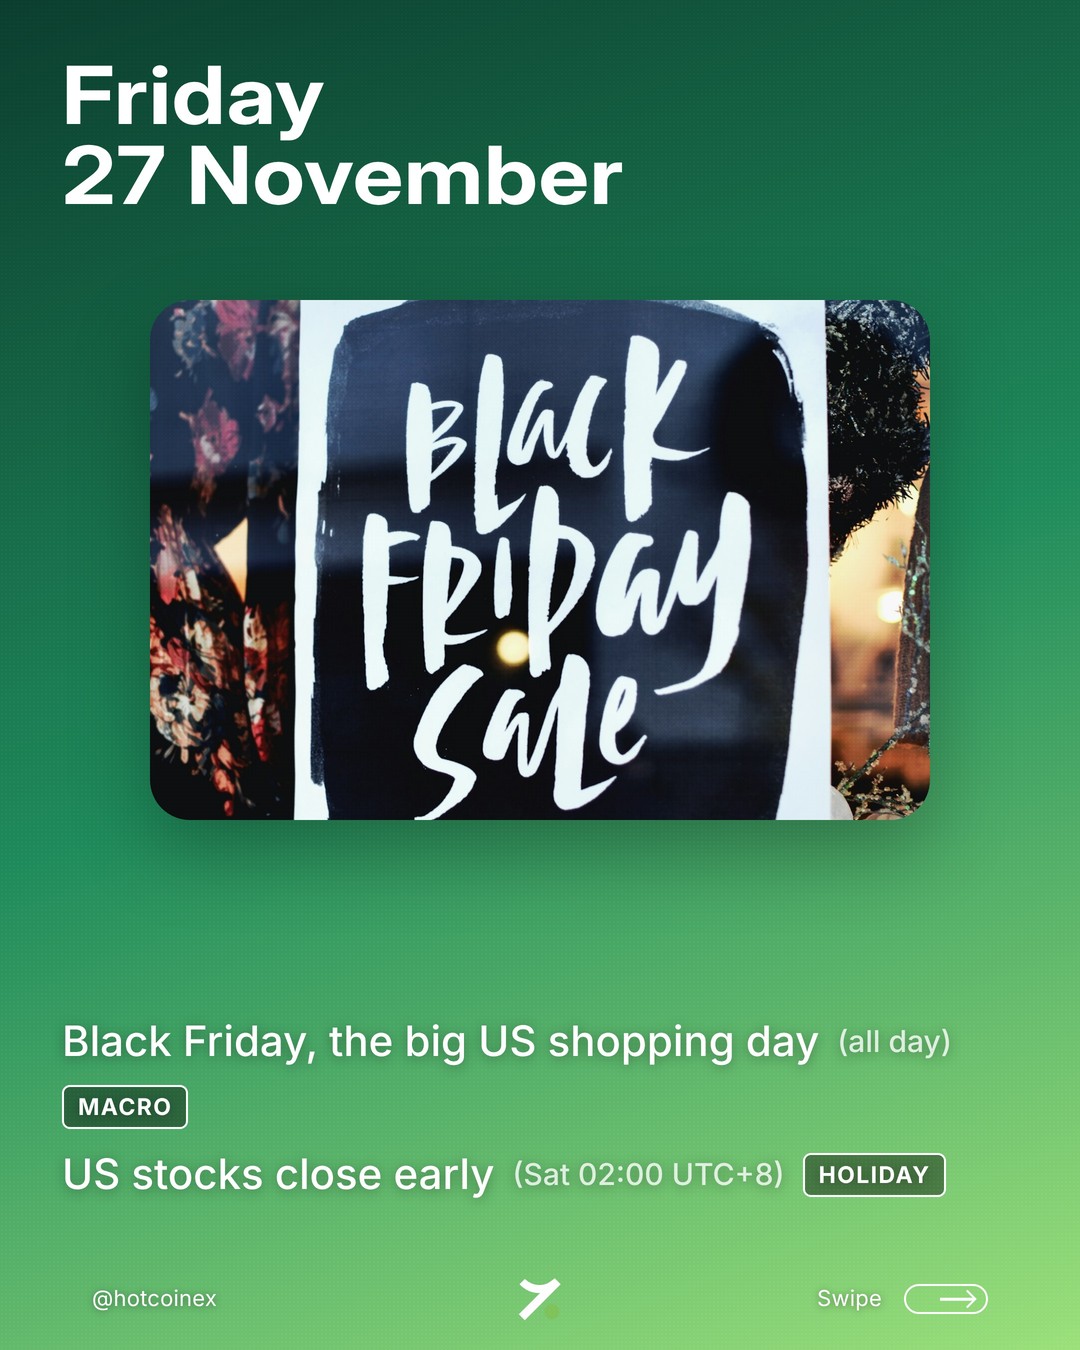 Friday
27 November
Black
Friday
Sale
Black Friday, the big US shopping day (all day)
MACRO
US stocks close early (Sat 02:00 UTC+8) HOLIDAY
@hotcoinex
Swipe